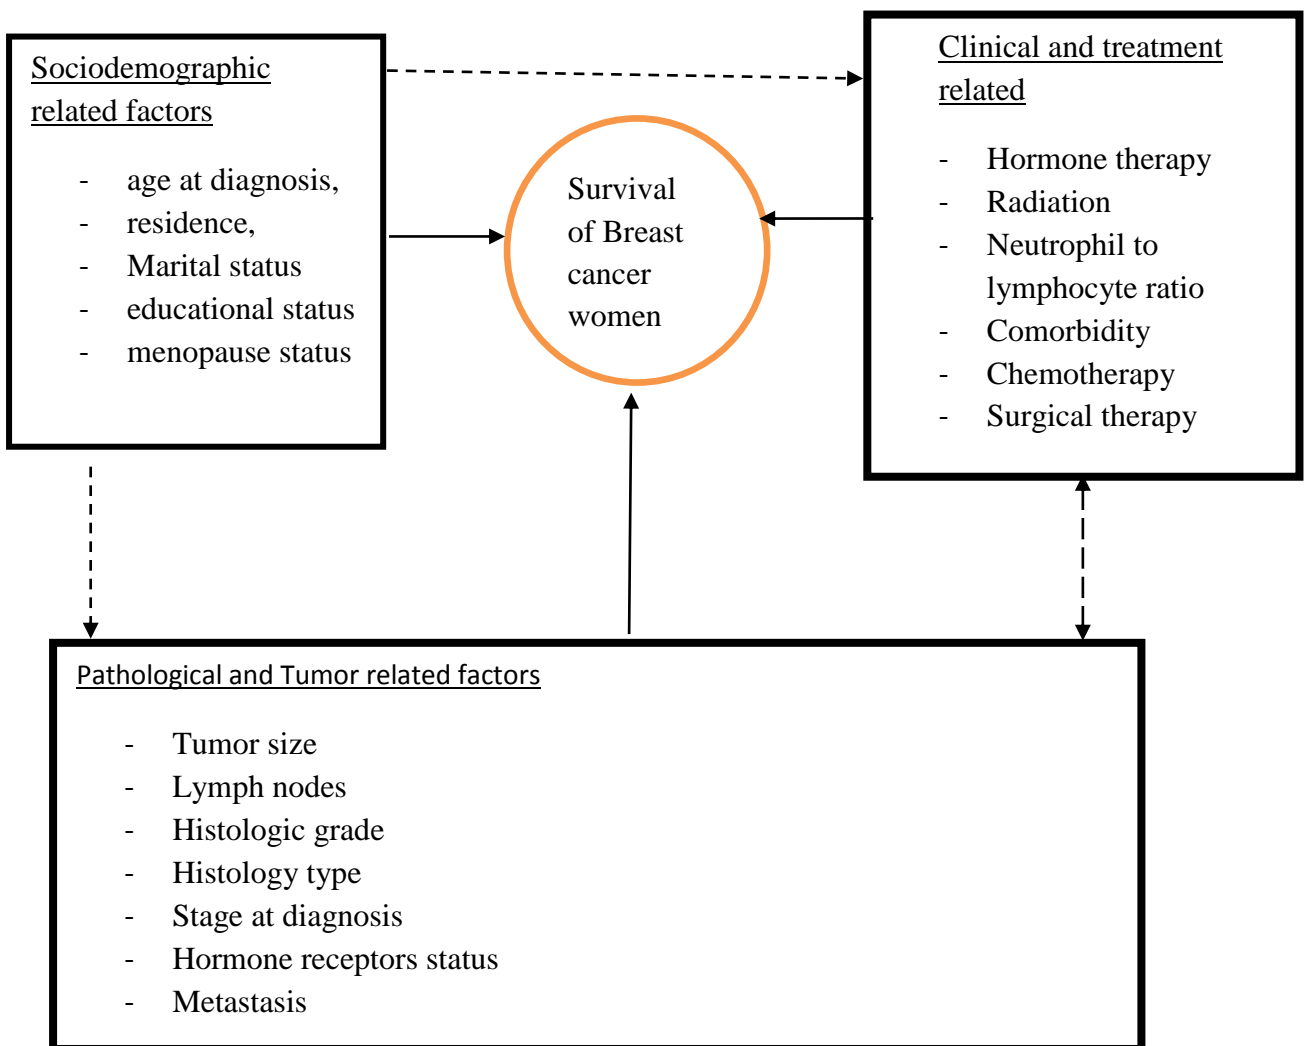 Sociodemographic
related factors
- age at diagnosis,
- residence,
- Marital status
- educational status
- menopause status
Survival
of Breast
cancer
women
Clinical and treatment
related
- Hormone therapy
- Radiation
- Neutrophil to
lymphocyte ratio
- Comorbidity
- Chemotherapy
- Surgical therapy
Pathological and Tumor related factors
- Tumor size
- Lymph nodes
- Histologic grade
- Histology type
- Stage at diagnosis
- Hormone receptors status
- Metastasis